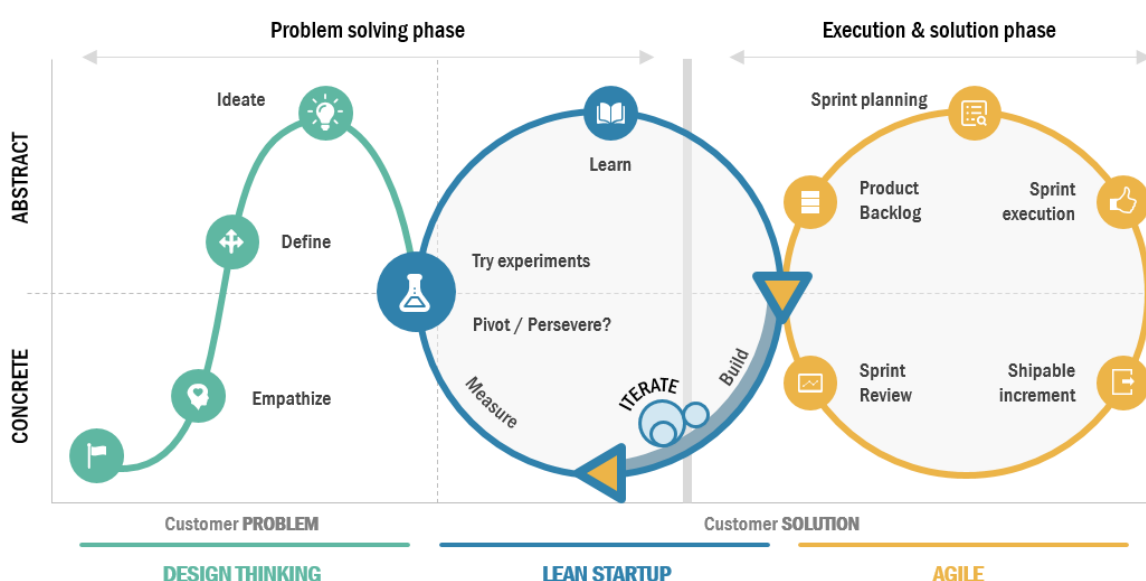 Problem solving phase
Execution & solution phase
ABSTRACT
CONCRETE
Ideate
Define
Empathize
Learn
Try experiments
Pivot / Persevere?
Measure
ITERATE
Build
Sprint planning
Product
Backlog
Sprint
execution
Sprint
Review
Shipable
increment
Customer PROBLEM
Customer SOLUTION
DESIGN THINKING
LEAN STARTUP
AGILE